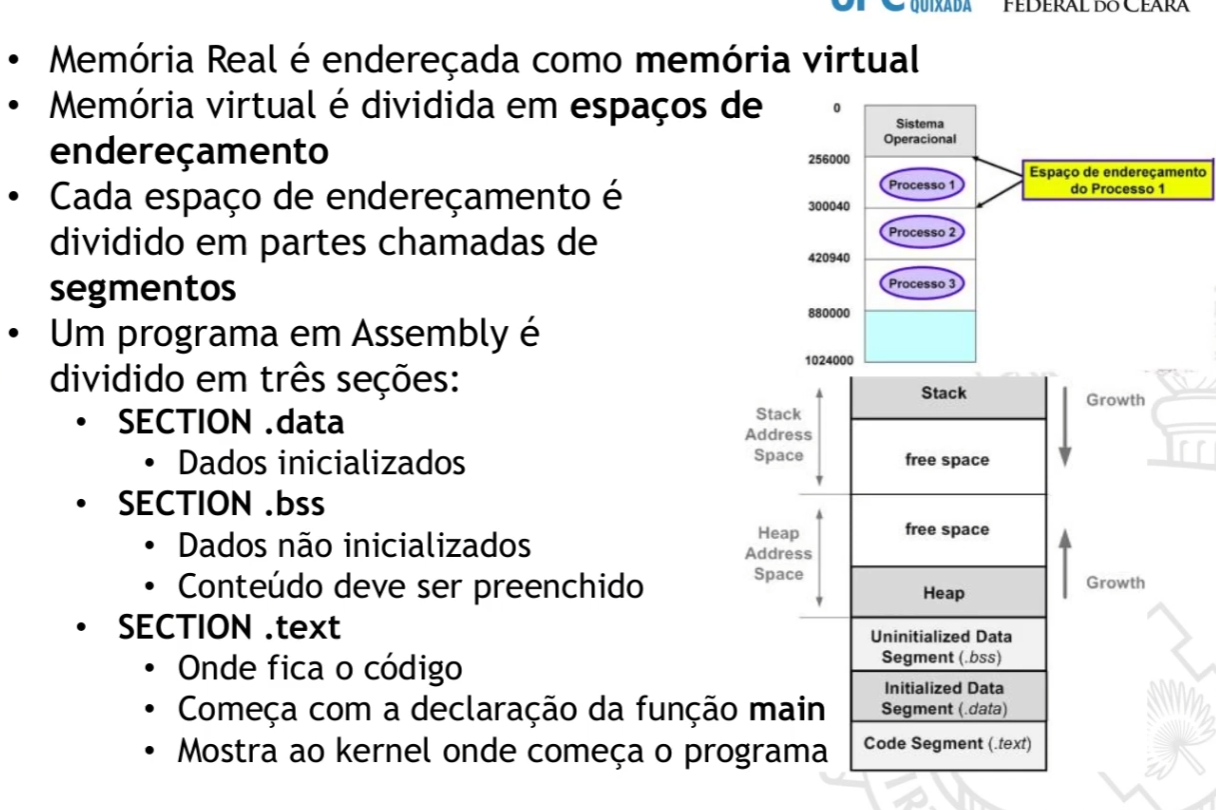 UFC QUIXADÁ FEDERAL DO CEARÁ
• Memória Real é endereçada como memória virtual
• Memória virtual é dividida em espaços de
endereçamento
• Cada espaço de endereçamento é
dividido em partes chamadas de
segmentos
• Um programa em Assembly é
dividido em três seções:
• SECTION .data
• Dados inicializados
• SECTION .bss
• Dados não inicializados
• Conteúdo deve ser preenchido
• SECTION .text
• Onde fica o código
• Começa com a declaração da função main
• Mostra ao kernel onde começa o programa
0
Sistema
Operacional
256000
Processo 1
Espaço de endereçamento
do Processo 1
300040
Processo 2
420940
Processo 3
880000
1024000
Stack
Growth
Stack
Address
Space
free space
free space
Heap
Address
Space
Growth
Heap
Uninitialized Data
Segment (.bss)
Initialized Data
Segment (.data)
Code Segment (.text)